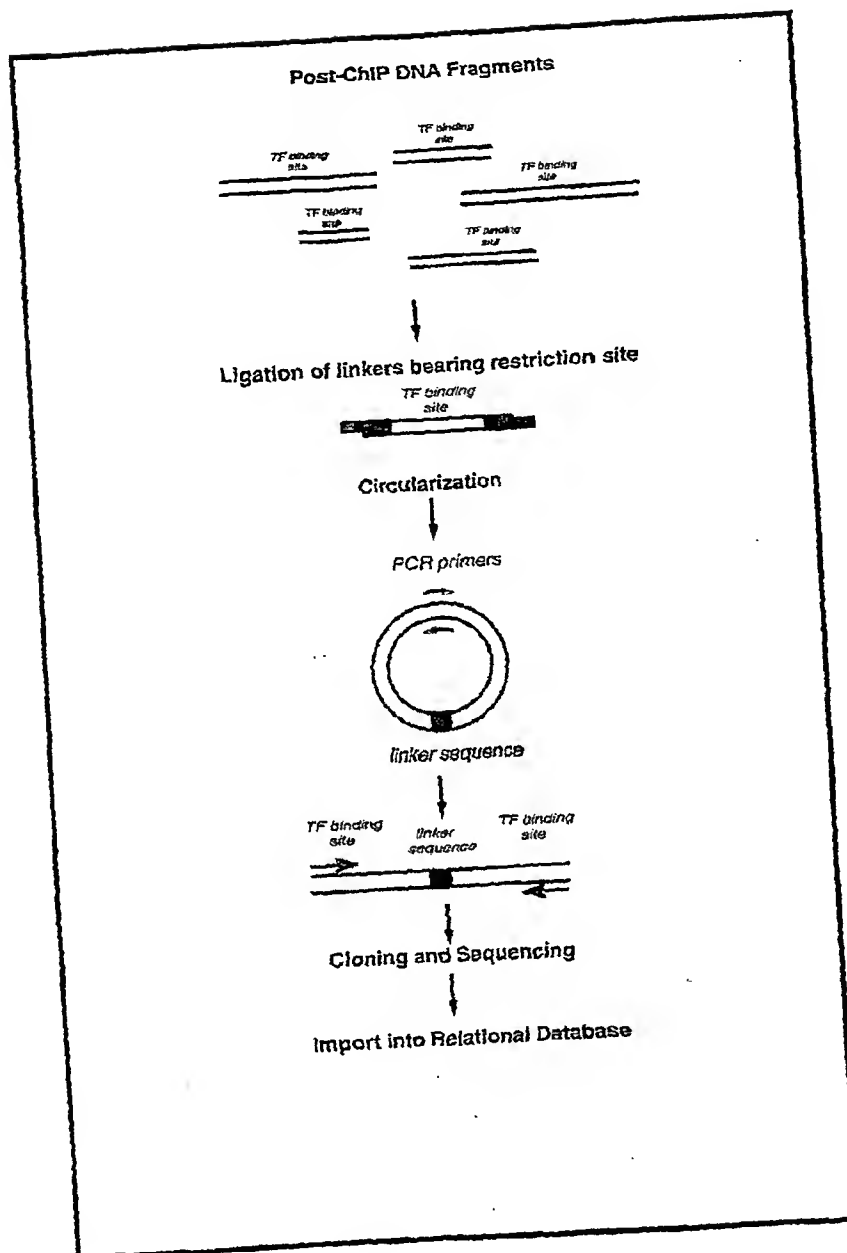 Post-ChIP DNA Fragments
TF binding
site
TF binding
site
TF binding
site
TF binding
site
TF binding
site
Ligation of linkers bearing restriction site
TF binding
site
Circularization
PCR primers
linker sequence
TF binding
site
linker
sequence
TF binding
site
Cloning and Sequencing
Import into Relational Database